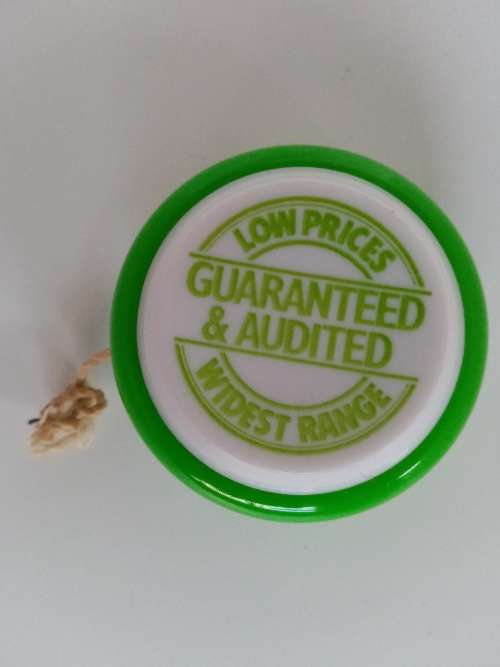 LOW PRICES
GUARANTEED
& AUDITED
WIDEST RANGE